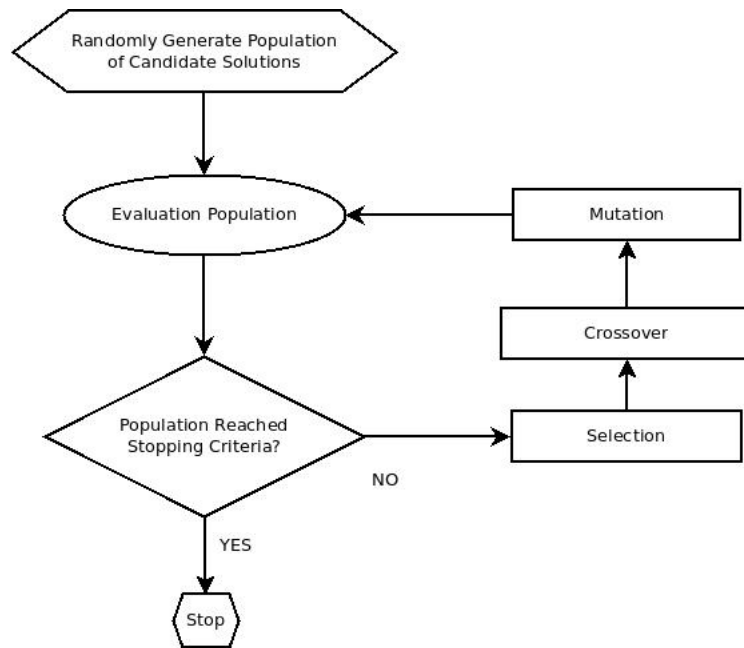 Randomly Generate Population
of Candidate Solutions
Evaluation Population
Mutation
Crossover
Population Reached
Stopping Criteria?
Selection
NO
YES
Stop